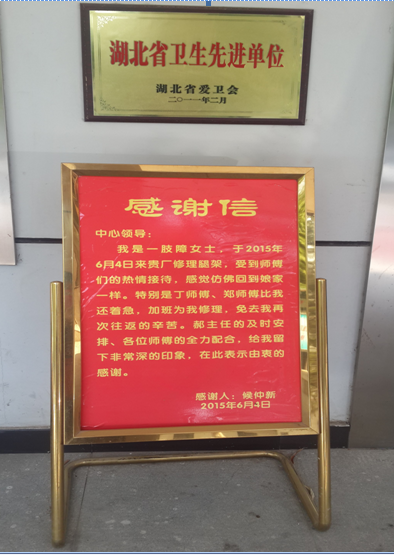 湖北省卫生先进单位
湖北省爱卫会
二〇一一年二月
感谢信
中心领导：
我是一肢障女士，于2015年
6月4日来贵厂修理腿架，受到师傅
们的热情接待，感觉仿佛回到娘家
一样。特别是丁师傅、郑师傅比我
还着急，加班为我修理，免去我再
次往返的辛苦。郝主任的及时安
排、各位师傅的全力配合，给我留
下非常深的印象，在此表示由衷的
感谢。
感谢人：候仲新
2015年6月4日